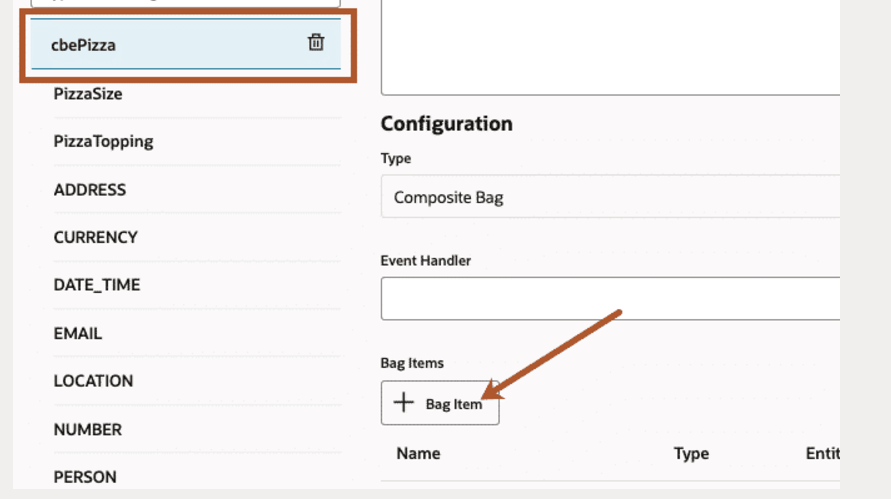 cbePizza
PizzaSize
PizzaTopping
ADDRESS
CURRENCY
DATE_TIME
EMAIL
LOCATION
NUMBER
PERSON
Configuration
Type
Composite Bag
Event Handler
Bag Items
Bag Item
Name Type Entit